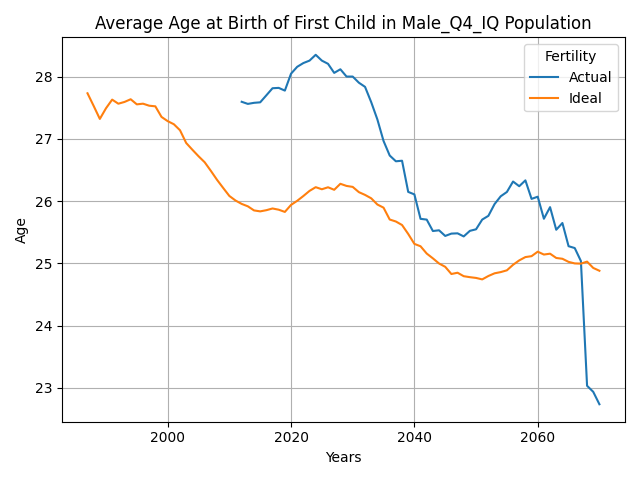 Average Age at Birth of First Child in Male_Q4_IQ Population
Fertility
Actual
Ideal
Age
28
27
26
25
24
23
2000
2020
2040
2060
Years